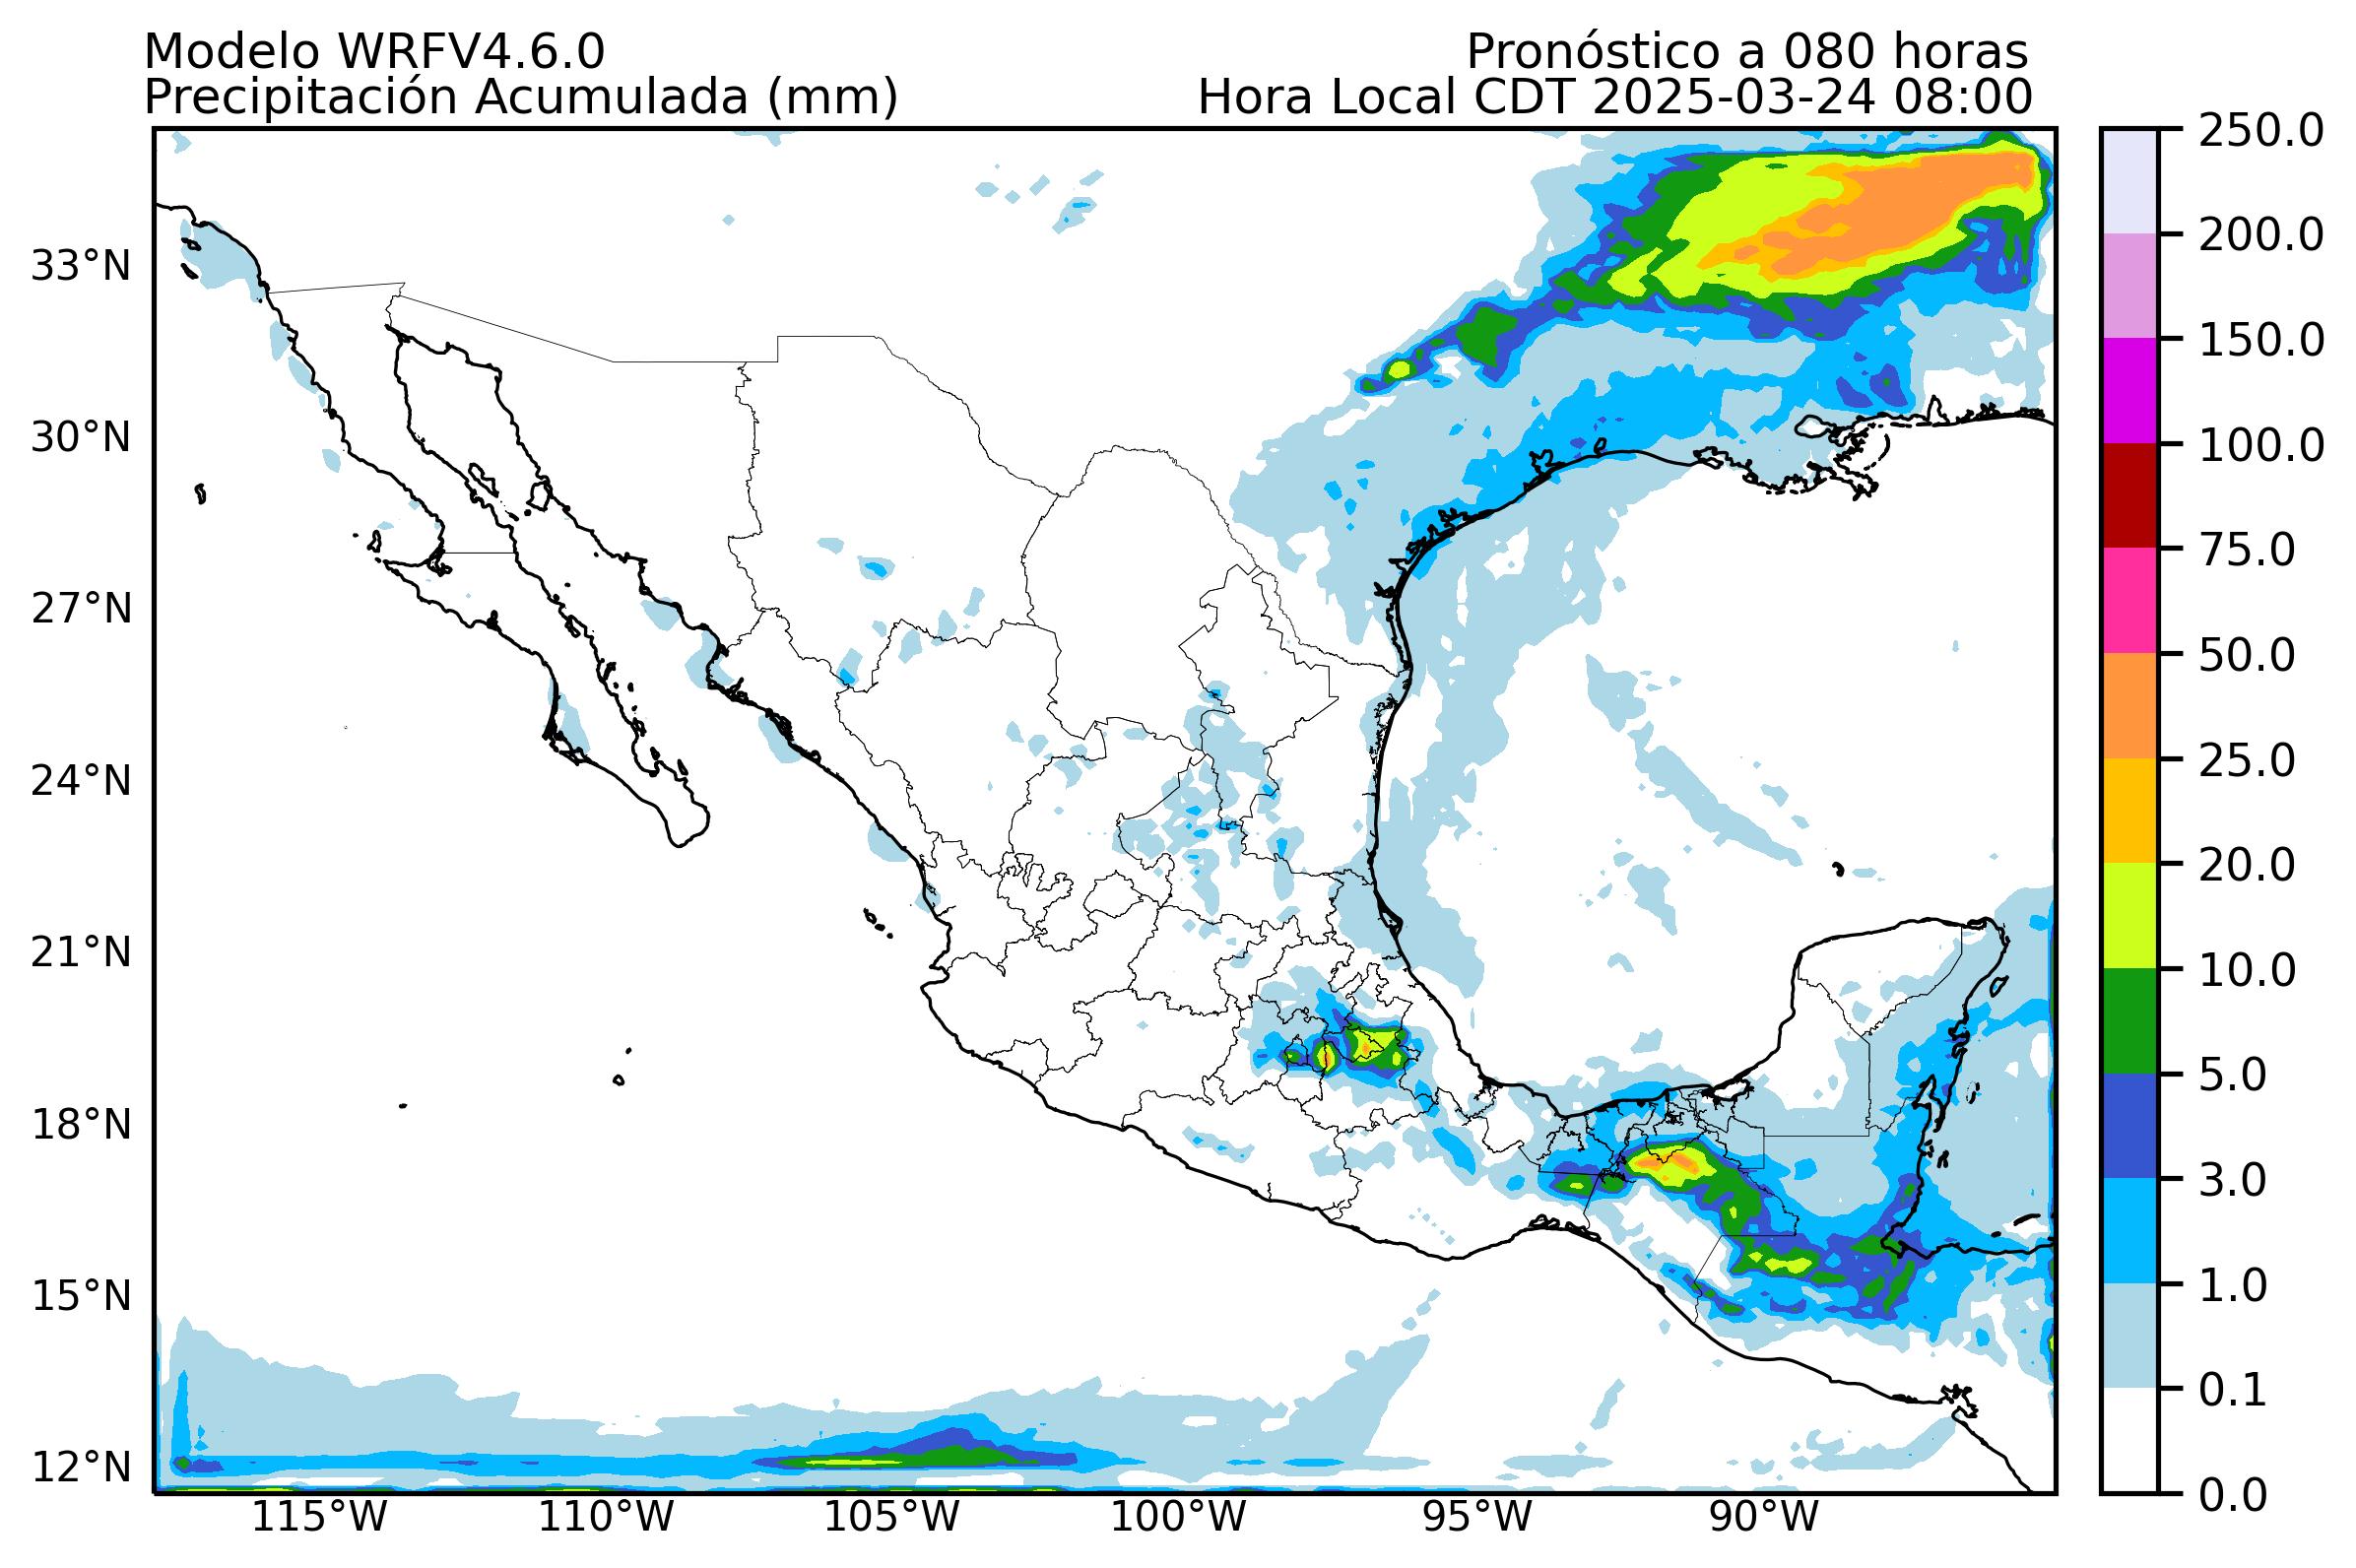 Modelo WRFV4.6.0
Pronóstico a 080 horas
Precipitación Acumulada (mm)
Hora Local CDT 2025-03-24 08:00
33°N
30°N
27°N
24°N
21°N
18°N
15°N
12°N
115°W
110°W
105°W
100°W
95°W
90°W
250.0
200.0
150.0
100.0
75.0
50.0
25.0
20.0
10.0
5.0
3.0
1.0
0.1
0.0